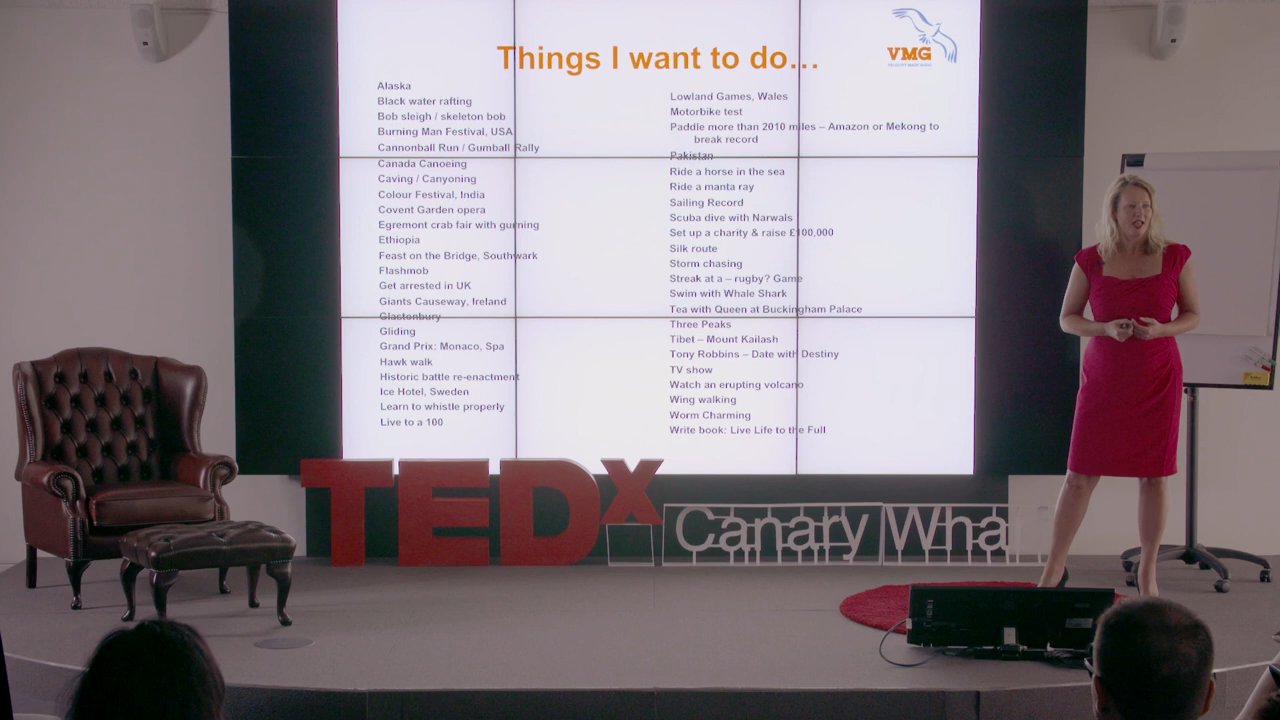 Things I want to do...
VMG
Alaska
Black water rafting
Bob sleigh / skeleton bob
Burning Man Festival, USA
Cannonball Run / Gumball Rally
Canada Canoeing
Caving / Canyoning
Colour Festival, India
Covent Garden opera
Egremont crab fair with gurning
Ethiopia
Feast on the Bridge, Southwark
Flashmob
Get arrested in UK
Giants Causeway, Ireland
Glastonbury
Gliding
Grand Prix: Monaco, Spa
Hawk walk
Historic battle re-enactment
Ice Hotel, Sweden
Learn to whistle properly
Live to a 100
Lowland Games, Wales
Motorbike test
Paddle more than 2010 miles – Amazon or Mekong to
break record
Pakistan
Ride a horse in the sea
Ride a manta ray
Sailing Record
Scuba dive with Narwals
Set up a charity & raise £100,000
Silk route
Storm chasing
Streak at a – rugby? Game
Swim with Whale Shark
Tea with Queen at Buckingham Palace
Three Peaks
Tibet – Mount Kailash
Tony Robbins – Date with Destiny
TV show
Watch an erupting volcano
Wing walking
Worm Charming
Write book: Live Life to the Full
TEDx Canary Wha